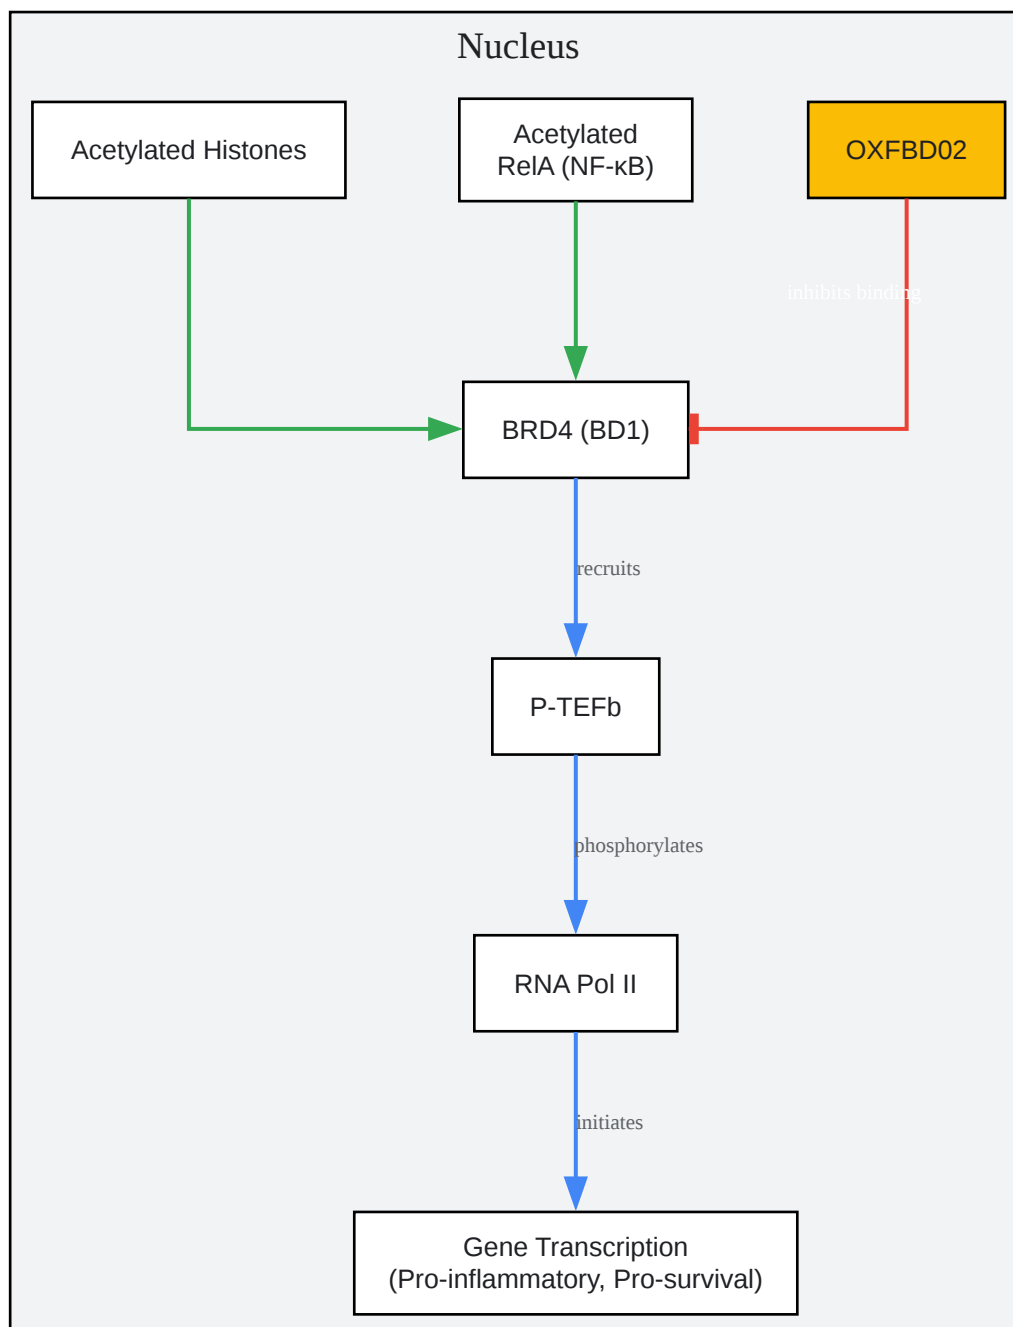 Nucleus
Acetylated Histones
Acetylated
RelA (NF-κB)
OXFBD02
inhibits binding
BRD4 (BD1)
recruits
P-TEFb
phosphorylates
RNA Pol II
initiates
Gene Transcription
(Pro-inflammatory, Pro-survival)